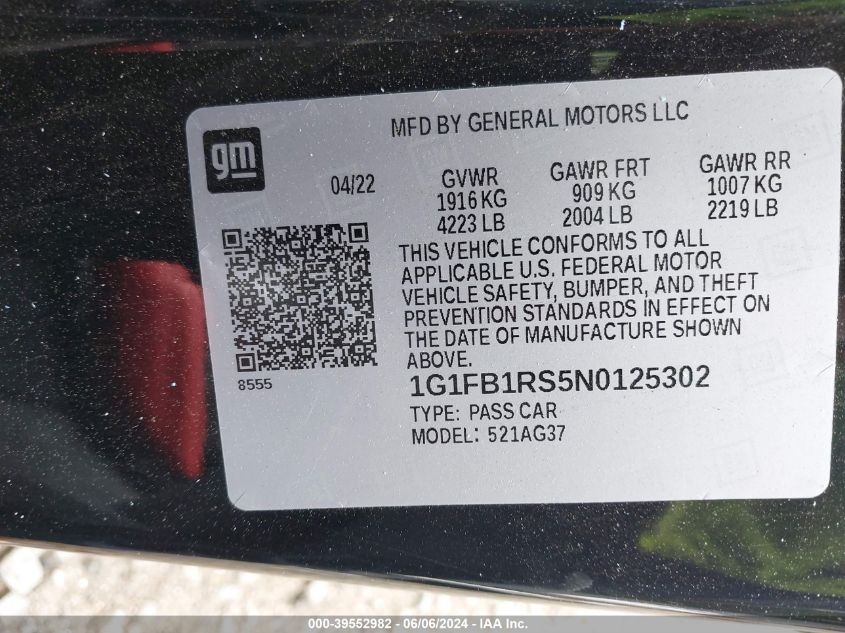 MFD BY GENERAL MOTORS LLC
gm
04/22
GVWR
1916 KG
4223 LB
GAWR FRT
909 KG
2004 LB
GAWR RR
1007 KG
2219 LB
THIS VEHICLE CONFORMS TO ALL
APPLICABLE U.S. FEDERAL MOTOR
VEHICLE SAFETY, BUMPER, AND THEFT
PREVENTION STANDARDS IN EFFECT ON
THE DATE OF MANUFACTURE SHOWN
ABOVE.
8555
1G1FB1RS5N0125302
TYPE: PASS CAR
MODEL: 521AG37
000-39552982 - 06/06/2024 - IAAI.com